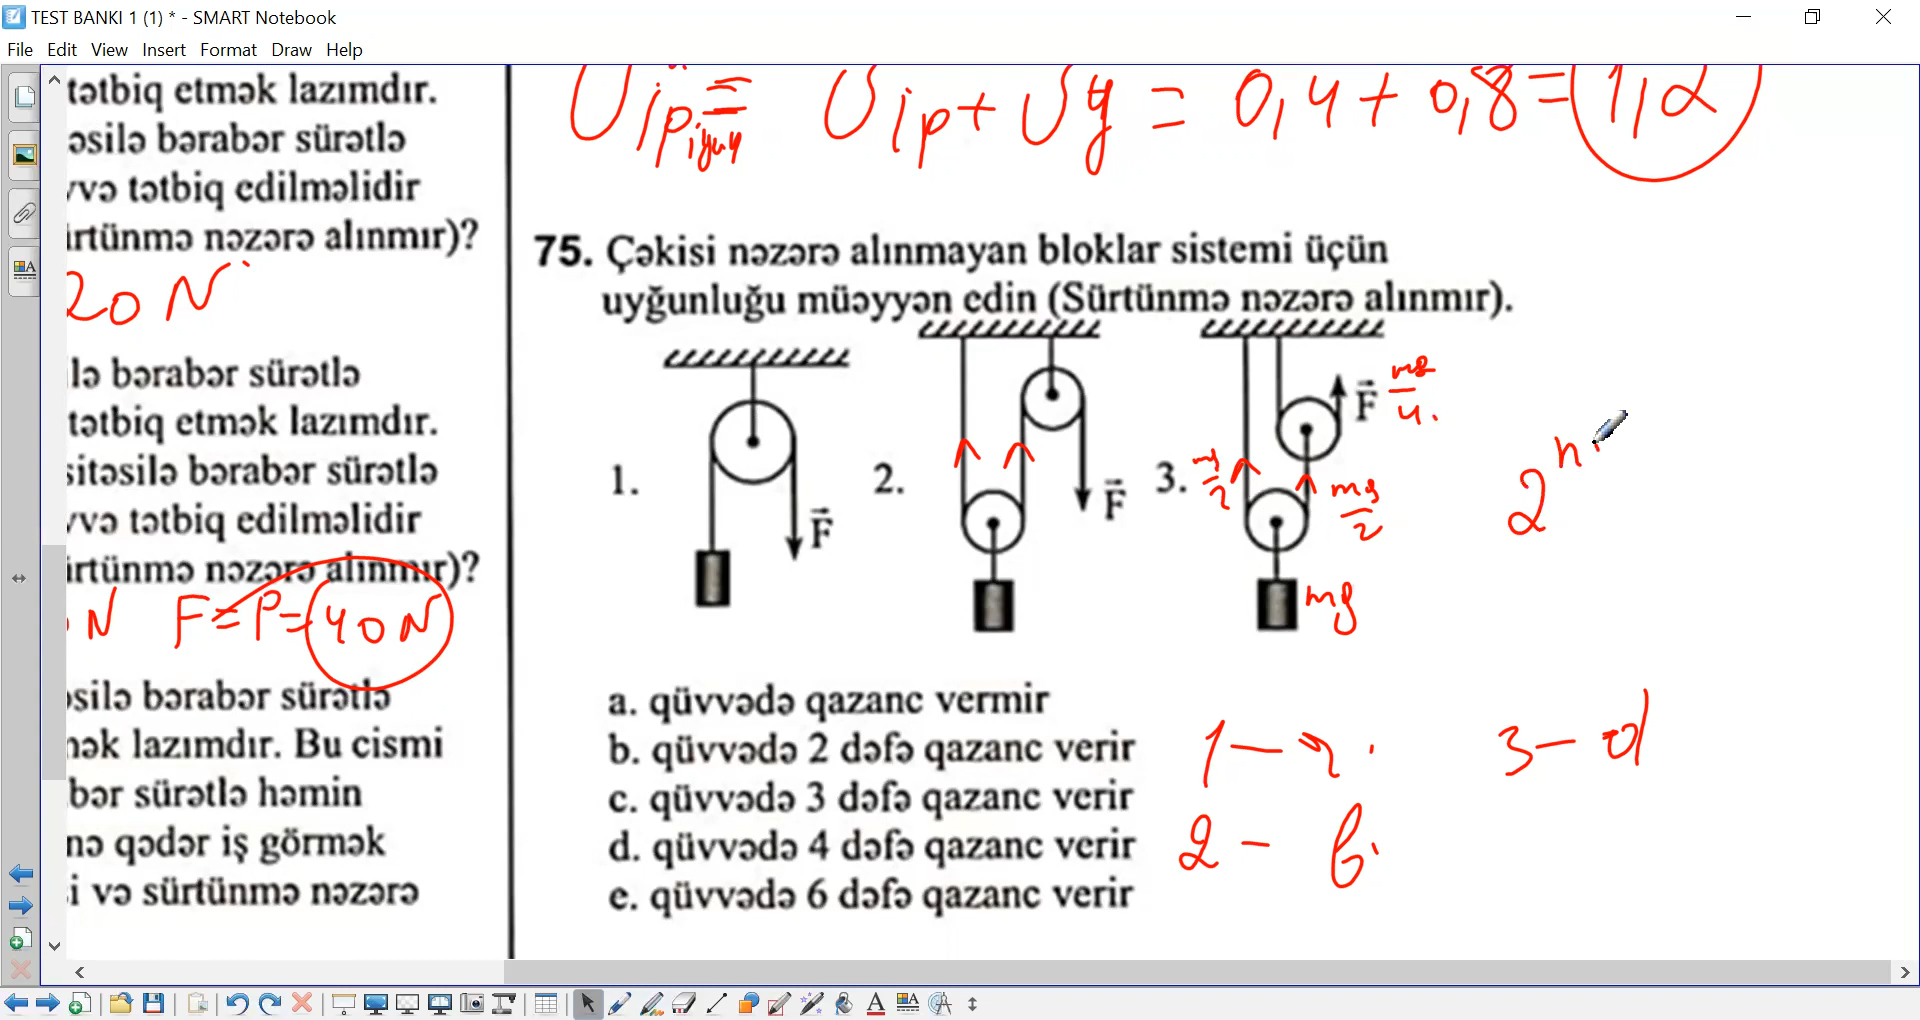 TEST BANKI 1 (1) * - SMART Notebook
File Edit View Insert Format Draw Help
tətbiq etmək lazımdır.
əsilə bərabər sürətlə
və tətbiq edilməlidir
irtünmə nəzərə alınmır)?
20 N
lə bərabər sürətlə
tətbiq etmək lazımdır.
sitəsilə bərabər sürətlə
və tətbiq edilməlidir
irtünmə nəzərə alınmır)?
N F = P = 40 N
əsilə bərabər sürətlə
mək lazımdır. Bu cismi
bər sürətlə həmin
nə qədər iş görmək
i və sürtünmə nəzərə
= υip + υy = 0,4 + 0,8 = 1,2
75. Çəkisi nəzərə alınmayan bloklar sistemi üçün
uyğunluğu müəyyən edin (Sürtünmə nəzərə alınmır).
1. F
2. F
3. F mg/4
mg/2 mg/2
mg
2ⁿ
a. qüvvədə qazanc vermir
b. qüvvədə 2 dəfə qazanc verir
c. qüvvədə 3 dəfə qazanc verir
d. qüvvədə 4 dəfə qazanc verir
e. qüvvədə 6 dəfə qazanc verir
1 – a.
2 – b.
3 – d
A